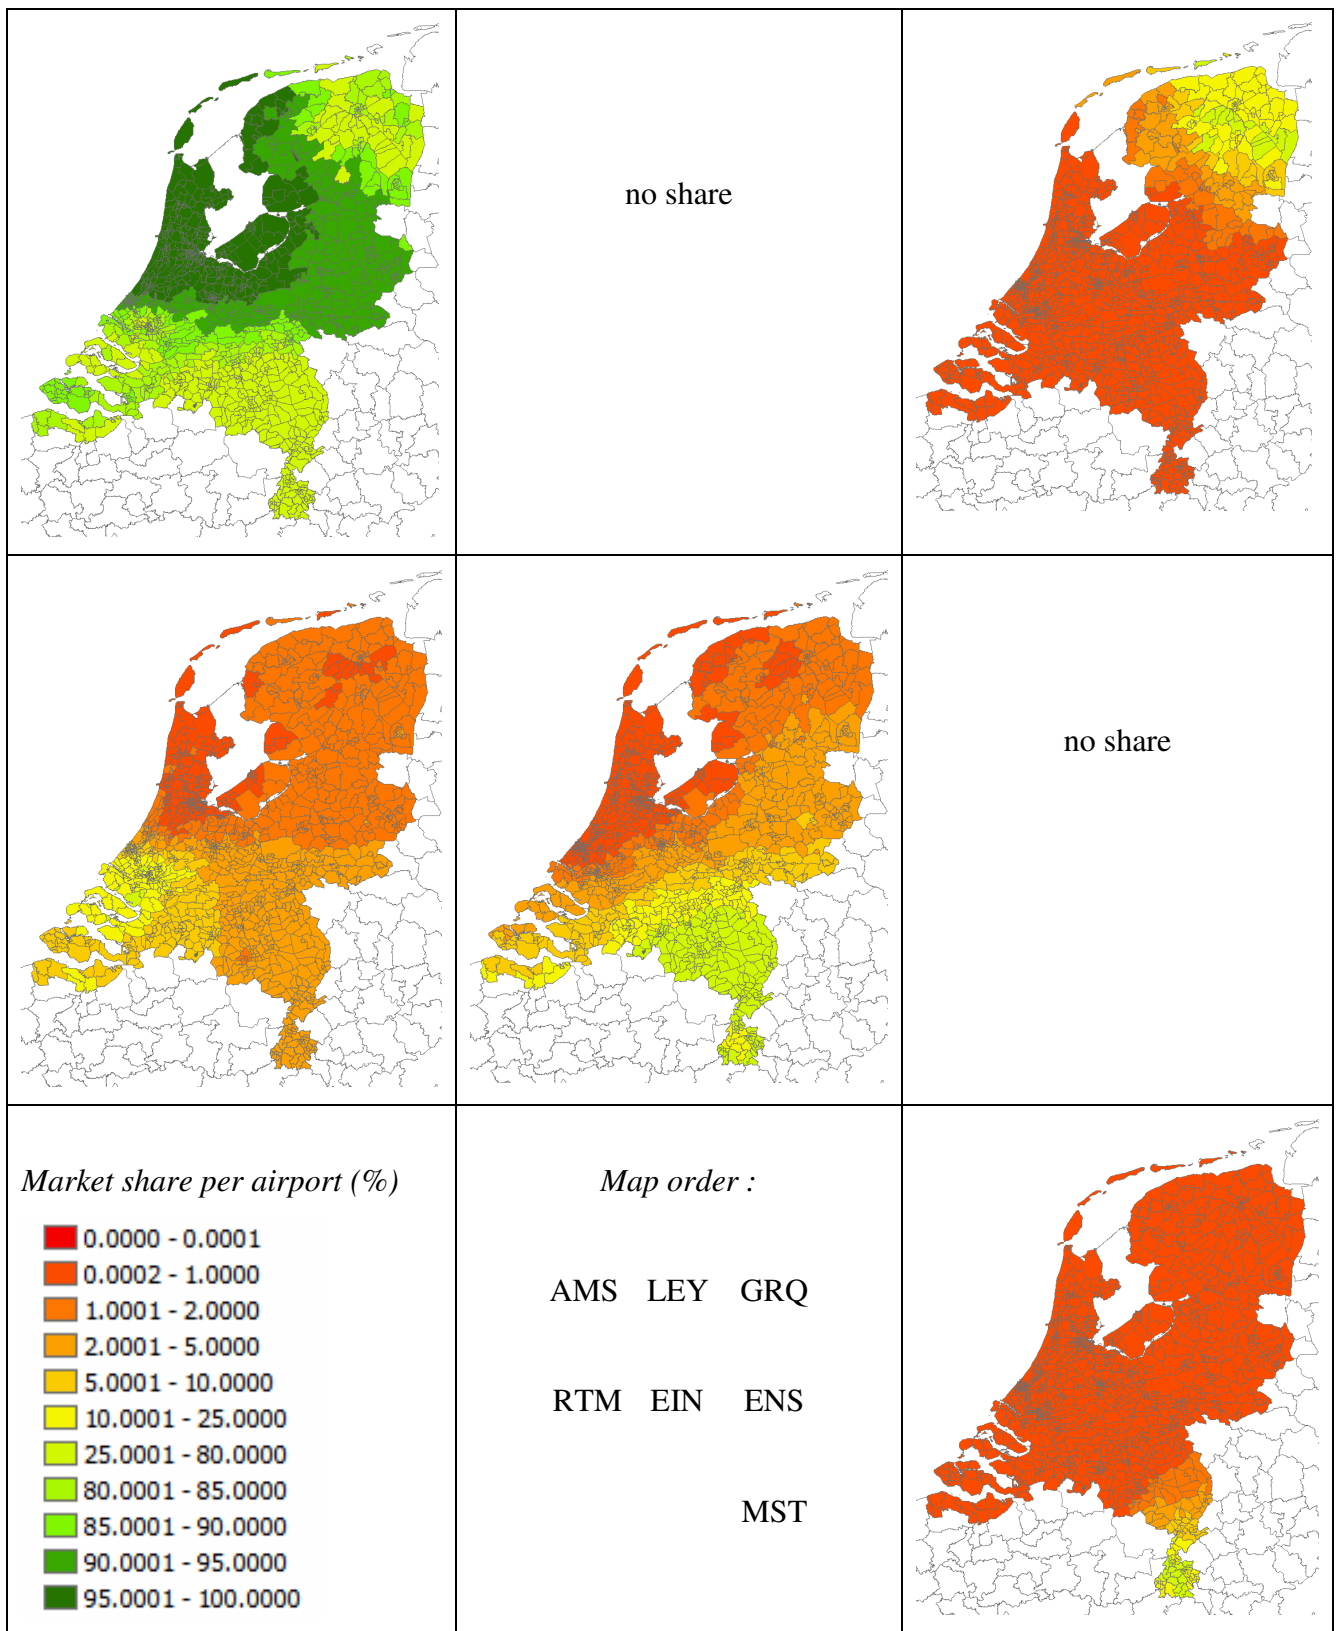 no share
no share
Market share per airport (%)
0.0000 - 0.0001
0.0002 - 1.0000
1.0001 - 2.0000
2.0001 - 5.0000
5.0001 - 10.0000
10.0001 - 25.0000
25.0001 - 80.0000
80.0001 - 85.0000
85.0001 - 90.0000
90.0001 - 95.0000
95.0001 - 100.0000
Map order :
AMS LEY GRQ
RTM EIN ENS
MST